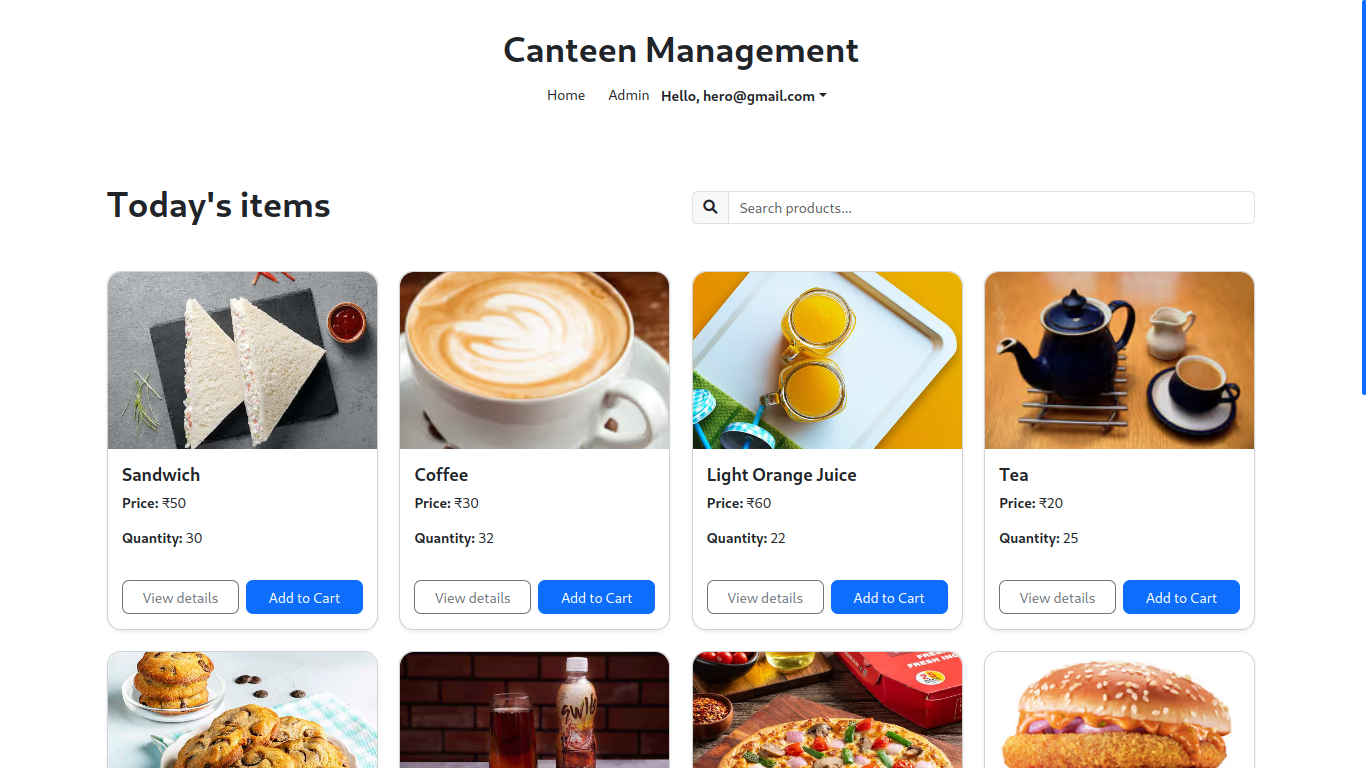 Canteen Management
Home Admin Hello, hero@gmail.com
Today's items
Search products...
Sandwich
Price: ₹50
Quantity: 30
View details Add to Cart
Coffee
Price: ₹30
Quantity: 32
View details Add to Cart
Light Orange Juice
Price: ₹60
Quantity: 22
View details Add to Cart
Tea
Price: ₹20
Quantity: 25
View details Add to Cart